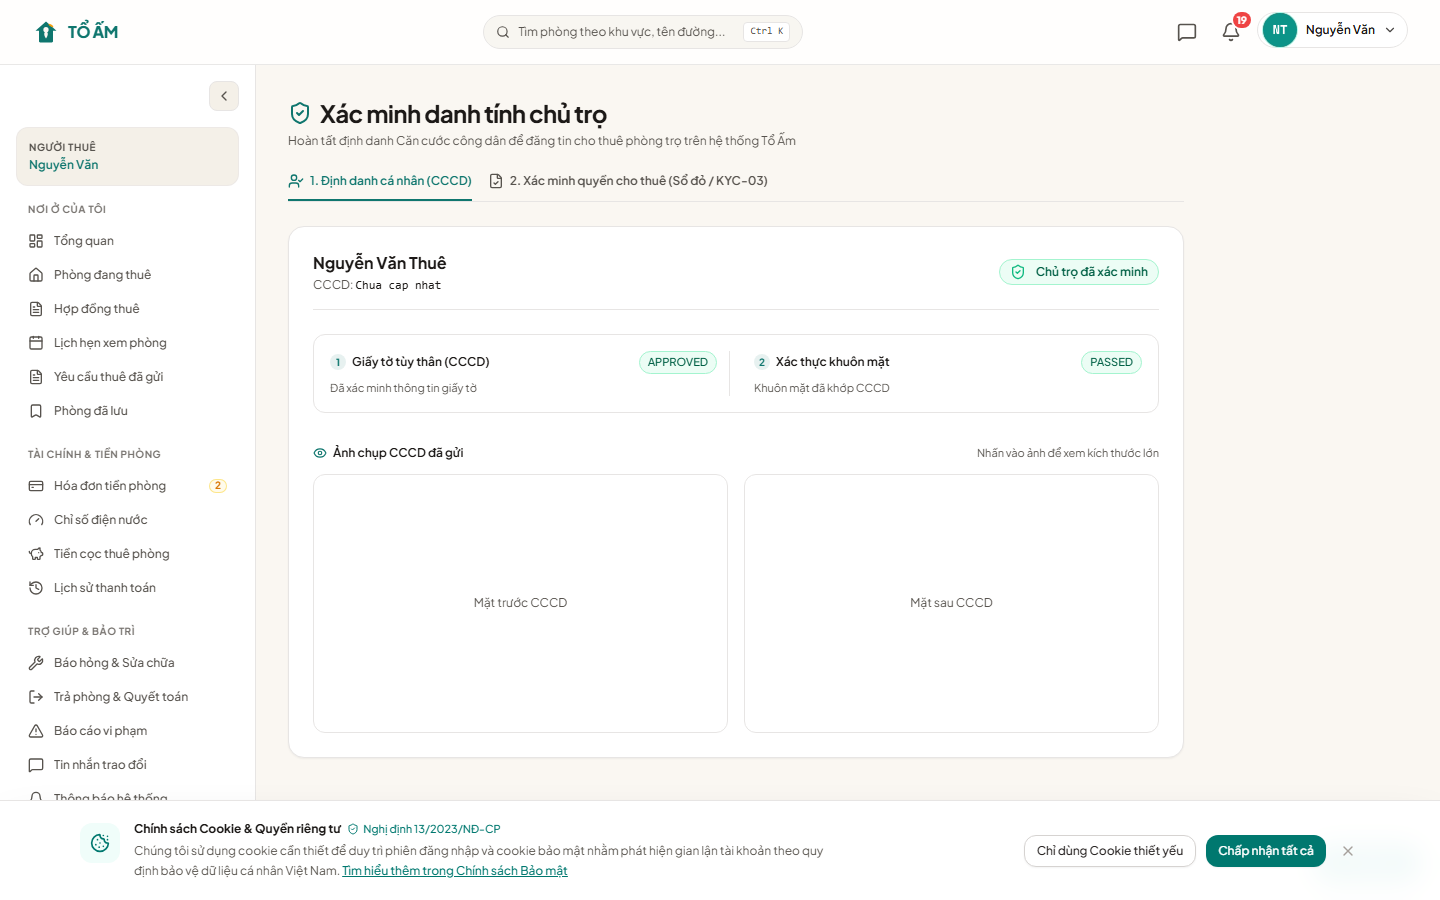 TỔ ẤM
Tìm phòng theo khu vực, tên đường...
Ctrl K
19
NT
Nguyễn Văn
NGƯỜI THUÊ
Nguyễn Văn
NƠI Ở CỦA TÔI
Tổng quan
Phòng đang thuê
Hợp đồng thuê
Lịch hẹn xem phòng
Yêu cầu thuê đã gửi
Phòng đã lưu
TÀI CHÍNH & TIỀN PHÒNG
Hóa đơn tiền phòng
2
Chỉ số điện nước
Tiền cọc thuê phòng
Lịch sử thanh toán
TRỢ GIÚP & BẢO TRÌ
Báo hỏng & Sửa chữa
Trả phòng & Quyết toán
Báo cáo vi phạm
Tin nhắn trao đổi
Thông báo hệ thống
Xác minh danh tính chủ trọ
Hoàn tất định danh Căn cước công dân để đăng tin cho thuê phòng trọ trên hệ thống Tổ Ấm
1. Định danh cá nhân (CCCD)
2. Xác minh quyền cho thuê (Sổ đỏ / KYC-03)
Nguyễn Văn Thuê
CCCD: Chua cap nhat
Chủ trọ đã xác minh
1 Giấy tờ tùy thân (CCCD)
APPROVED
Đã xác minh thông tin giấy tờ
2 Xác thực khuôn mặt
PASSED
Khuôn mặt đã khớp CCCD
Ảnh chụp CCCD đã gửi
Nhấn vào ảnh để xem kích thước lớn
Mặt trước CCCD
Mặt sau CCCD
Chính sách Cookie & Quyền riêng tư
Nghị định 13/2023/NĐ-CP
Chúng tôi sử dụng cookie cần thiết để duy trì phiên đăng nhập và cookie bảo mật nhằm phát hiện gian lận tài khoản theo quy
định bảo vệ dữ liệu cá nhân Việt Nam. Tìm hiểu thêm trong Chính sách Bảo mật
Chỉ dùng Cookie thiết yếu
Chấp nhận tất cả